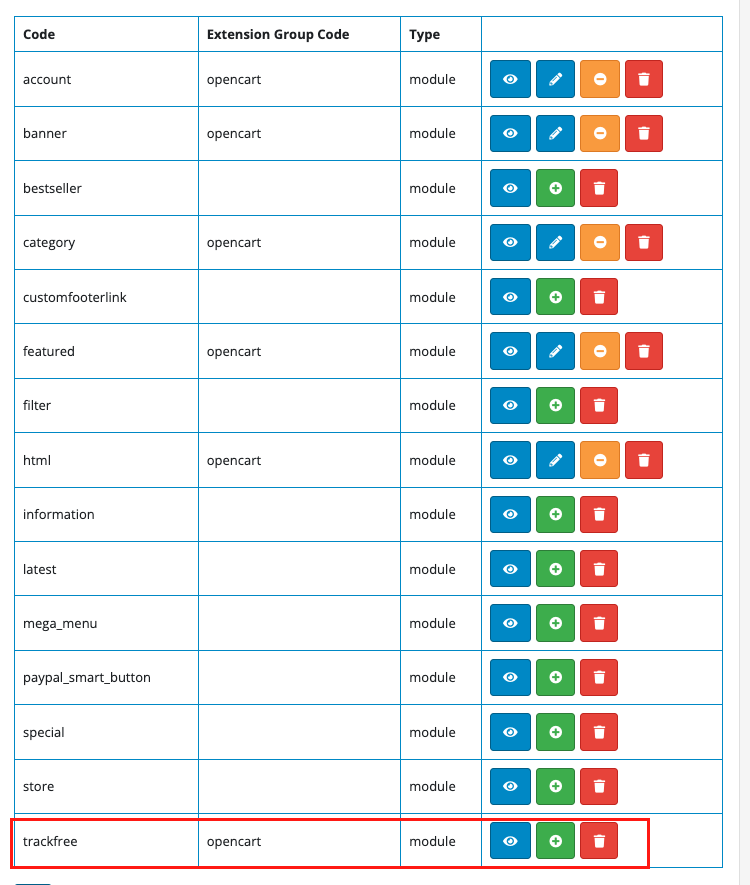 Code Extension Group Code Type
account opencart module
banner opencart module
bestseller module
category opencart module
customfooterlink module
featured opencart module
filter module
html opencart module
information module
latest module
mega_menu module
paypal_smart_button module
special module
store module
trackfree opencart module